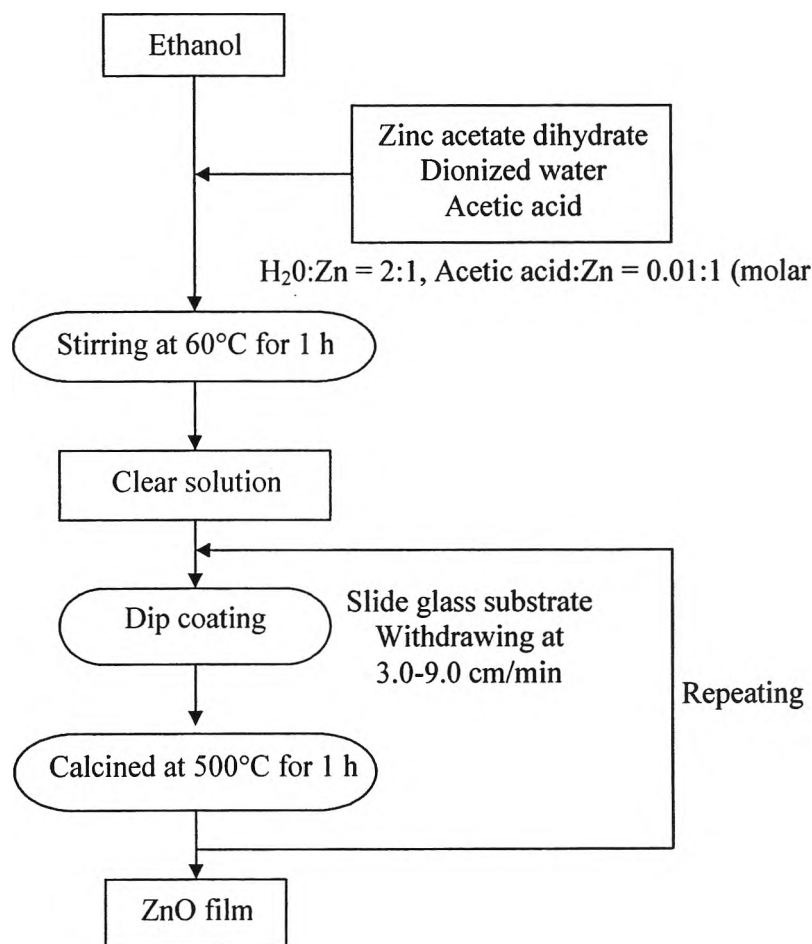 Ethanol
Zinc acetate dihydrate
Dionized water
Acetic acid
H₂0:Zn = 2:1, Acetic acid:Zn = 0.01:1 (molar
Stirring at 60°C for 1 h
Clear solution
Dip coating
Slide glass substrate
Withdrawing at
3.0-9.0 cm/min
Repeating
Calcined at 500°C for 1 h
ZnO film